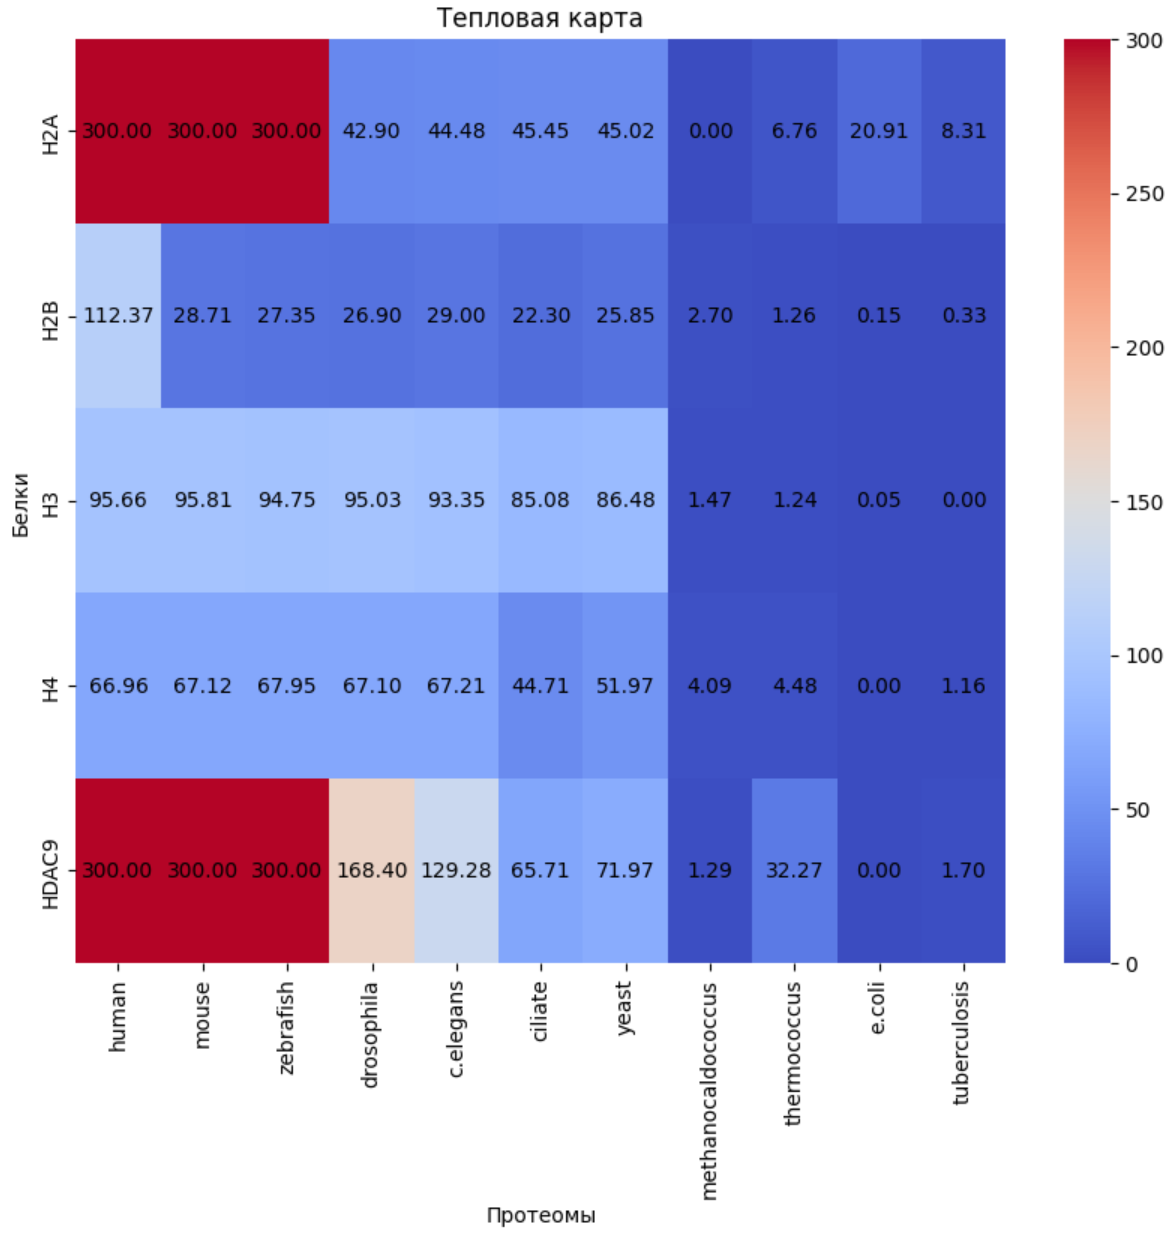 Тепловая карта
300.00 300.00 300.00 42.90 44.48 45.45 45.02 0.00 6.76 20.91 8.31
112.37 28.71 27.35 26.90 29.00 22.30 25.85 2.70 1.26 0.15 0.33
95.66 95.81 94.75 95.03 93.35 85.08 86.48 1.47 1.24 0.05 0.00
66.96 67.12 67.95 67.10 67.21 44.71 51.97 4.09 4.48 0.00 1.16
300.00 300.00 300.00 168.40 129.28 65.71 71.97 1.29 32.27 0.00 1.70
H2A
H2B
H3
H4
HDAC9
Белки
human
mouse
zebrafish
drosophila
c.elegans
ciliate
yeast
methanocaldococcus
thermococcus
e.coli
tuberculosis
Протеомы
300
250
200
150
100
50
0